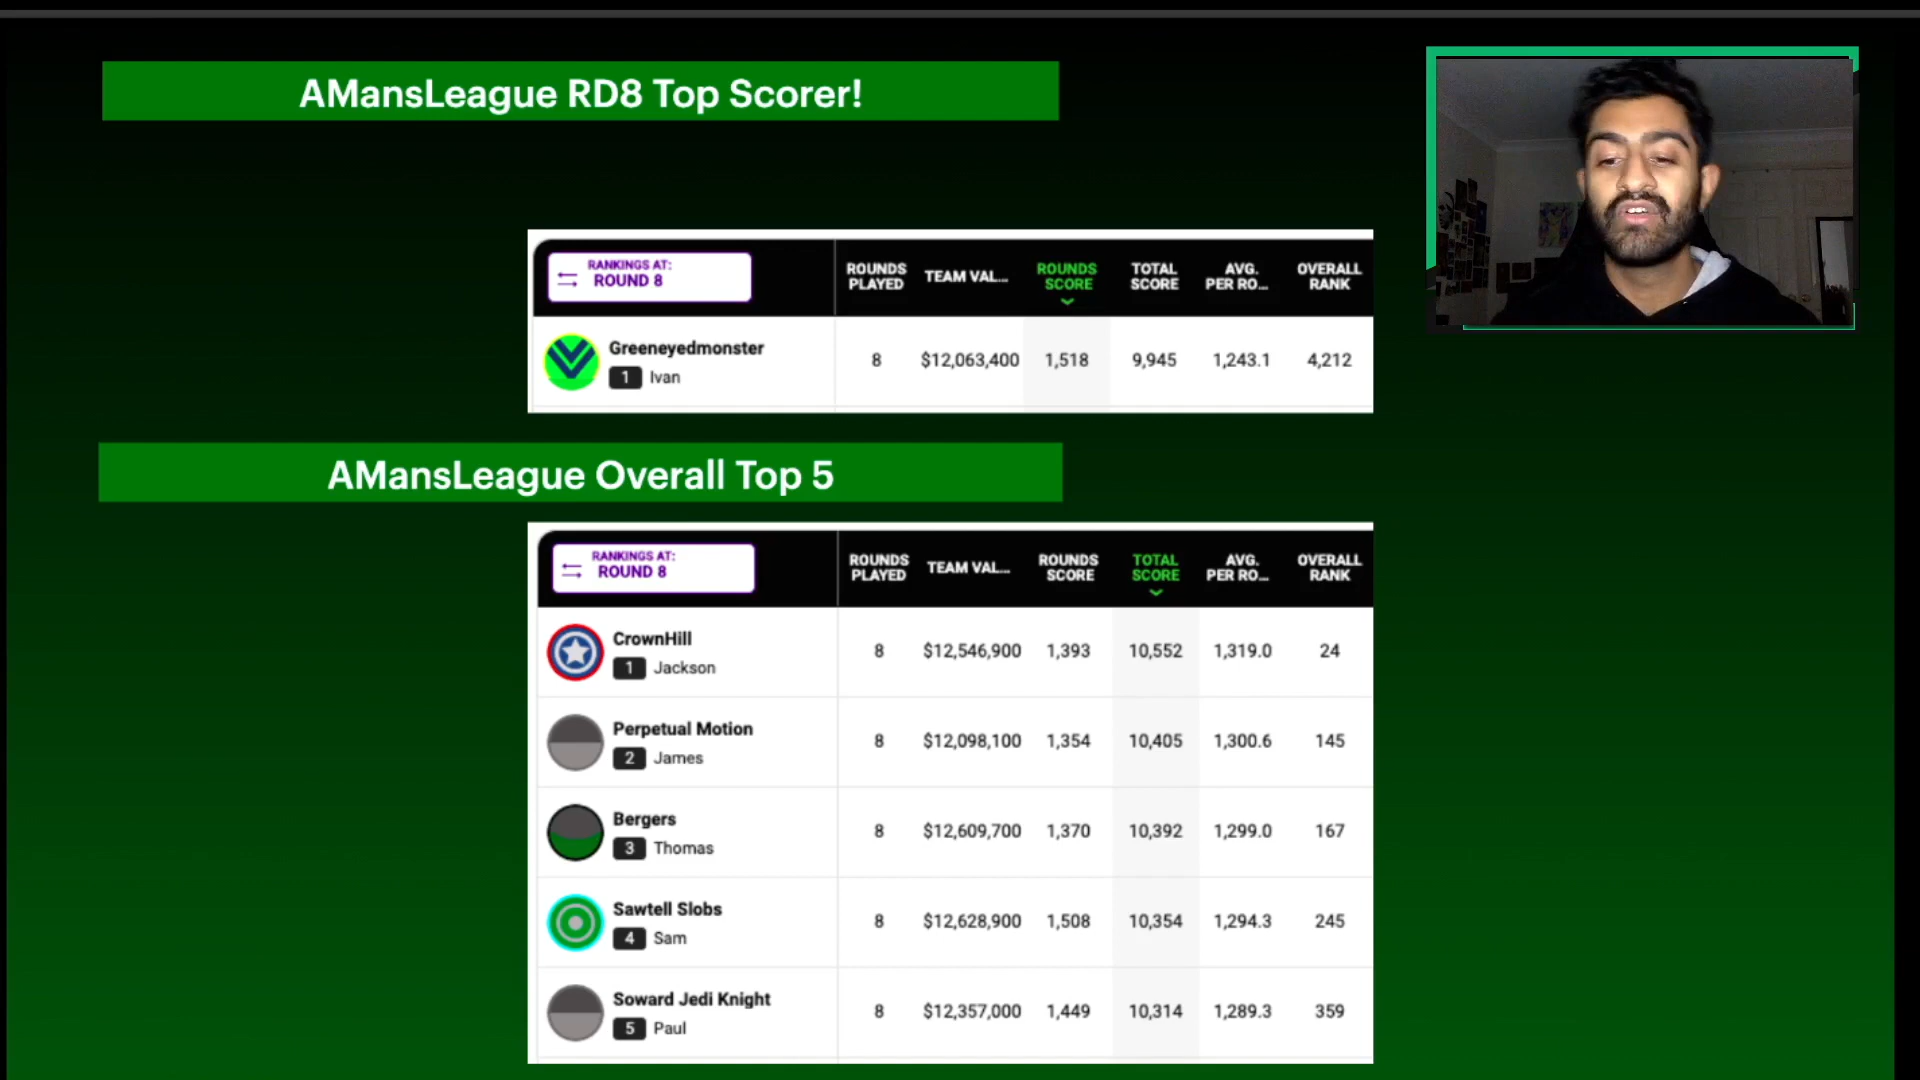 AMansLeague RD8 Top Scorer!
RANKINGS AT:
ROUND 8
ROUNDS PLAYED TEAM VAL... ROUNDS SCORE TOTAL SCORE AVG. PER RO... OVERALL RANK
Greeneyedmonster
1 Ivan
8 $12,063,400 1,518 9,945 1,243.1 4,212
AMansLeague Overall Top 5
RANKINGS AT:
ROUND 8
ROUNDS PLAYED TEAM VAL... ROUNDS SCORE TOTAL SCORE AVG. PER RO... OVERALL RANK
CrownHill
1 Jackson
8 $12,546,900 1,393 10,552 1,319.0 24
Perpetual Motion
2 James
8 $12,098,100 1,354 10,405 1,300.6 145
Bergers
3 Thomas
8 $12,609,700 1,370 10,392 1,299.0 167
Sawtell Slobs
4 Sam
8 $12,628,900 1,508 10,354 1,294.3 245
Soward Jedi Knight
5 Paul
8 $12,357,000 1,449 10,314 1,289.3 359